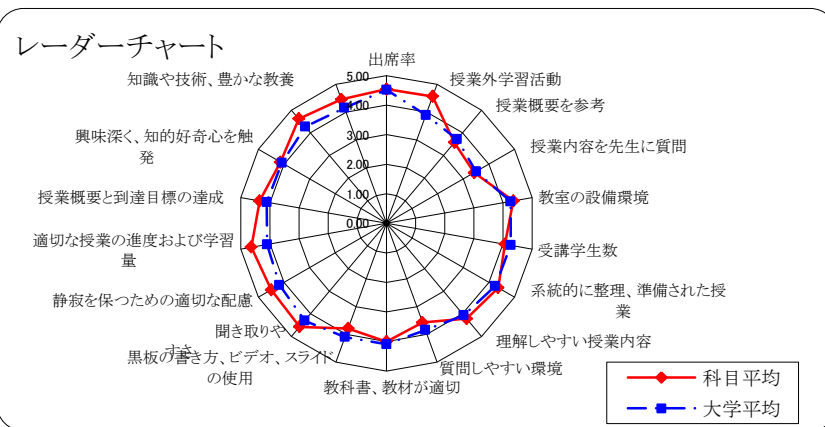 レーダーチャート
出席率
授業外学習活動
授業概要を参考
授業内容を先生に質問
教室の設備環境
受講学生数
系統的に整理、準備された授
業
理解しやすい授業内容
質問しやすい環境
教科書、教材が適切
黒板の書き方、ビデオ、スライド
の使用
聞き取りや
すさ
静寂を保つための適切な配慮
適切な授業の進度および学習
量
授業概要と到達目標の達成
興味深く、知的好奇心を触
発
知識や技術、豊かな教養
5.00
4.00
3.00
2.00
1.00
0.00
科目平均
大学平均